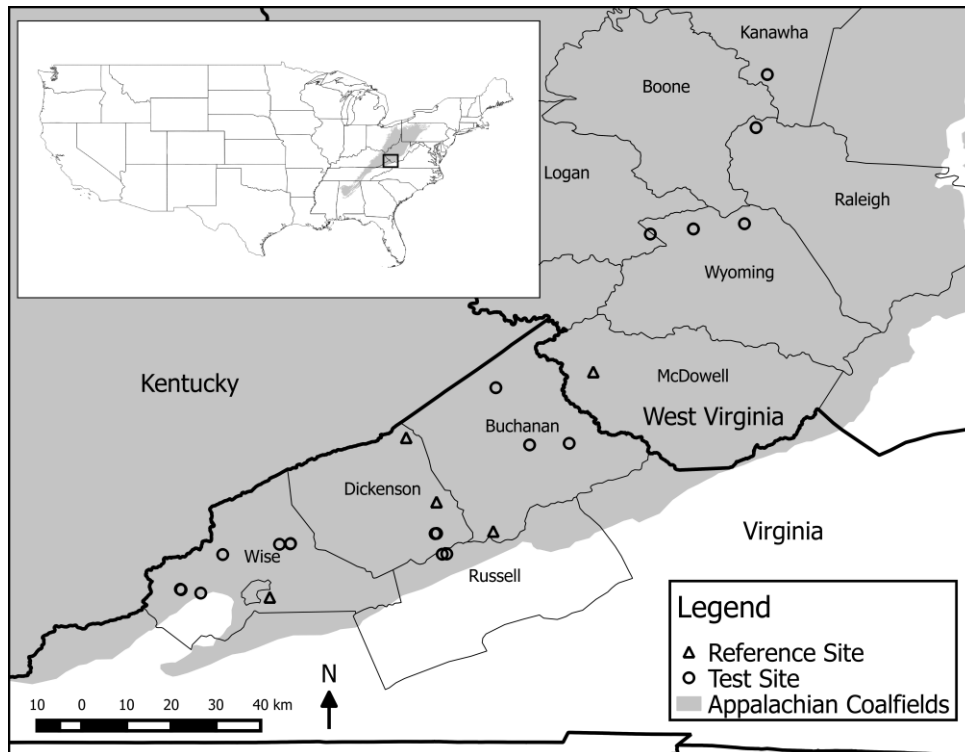 Kanawha
Boone
Logan
Raleigh
Wyoming
Kentucky
McDowell
West Virginia
Buchanan
Dickenson
Wise
Virginia
Russell
Legend
Reference Site
Test Site
Appalachian Coalfields
N
10 0 10 20 30 40 km